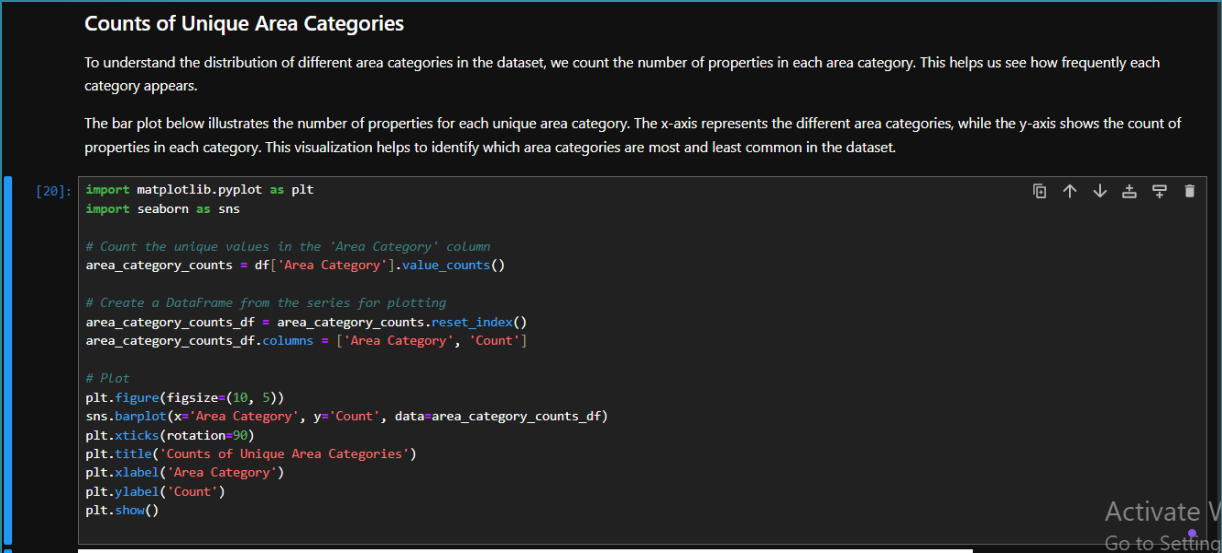 Counts of Unique Area Categories
To understand the distribution of different area categories in the dataset, we count the number of properties in each area category. This helps us see how frequently each
category appears.
The bar plot below illustrates the number of properties for each unique area category. The x-axis represents the different area categories, while the y-axis shows the count of
properties in each category. This visualization helps to identify which area categories are most and least common in the dataset.
[20]: import matplotlib.pyplot as plt
import seaborn as sns
# Count the unique values in the 'Area Category' column
area_category_counts = df['Area Category'].value_counts()
# Create a DataFrame from the series for plotting
area_category_counts_df = area_category_counts.reset_index()
area_category_counts_df.columns = ['Area Category', 'Count']
# Plot
plt.figure(figsize=(10, 5))
sns.barplot(x='Area Category', y='Count', data=area_category_counts_df)
plt.xticks(rotation=90)
plt.title('Counts of Unique Area Categories')
plt.xlabel('Area Category')
plt.ylabel('Count')
plt.show()
Activate
Go to Setting